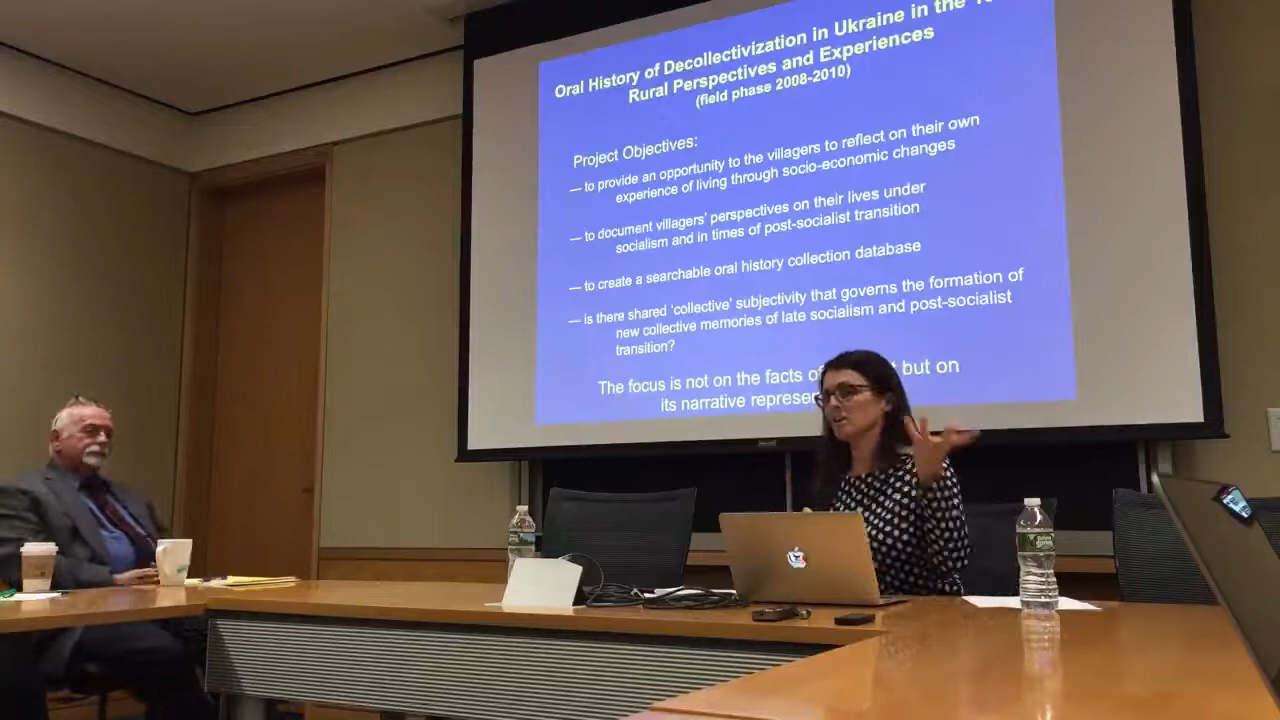 Oral History of Decollectivization in Ukraine in the
Rural Perspectives and Experiences
(field phase 2008-2010)
Project Objectives:
— to provide an opportunity to the villagers to reflect on their own
experience of living through socio-economic changes
— to document villagers' perspectives on their lives under
socialism and in times of post-socialist transition
— to create a searchable oral history collection database
— is there shared 'collective' subjectivity that governs the formation of
new collective memories of late socialism and post-socialist
transition?
The focus is not on the facts but on
its narrative